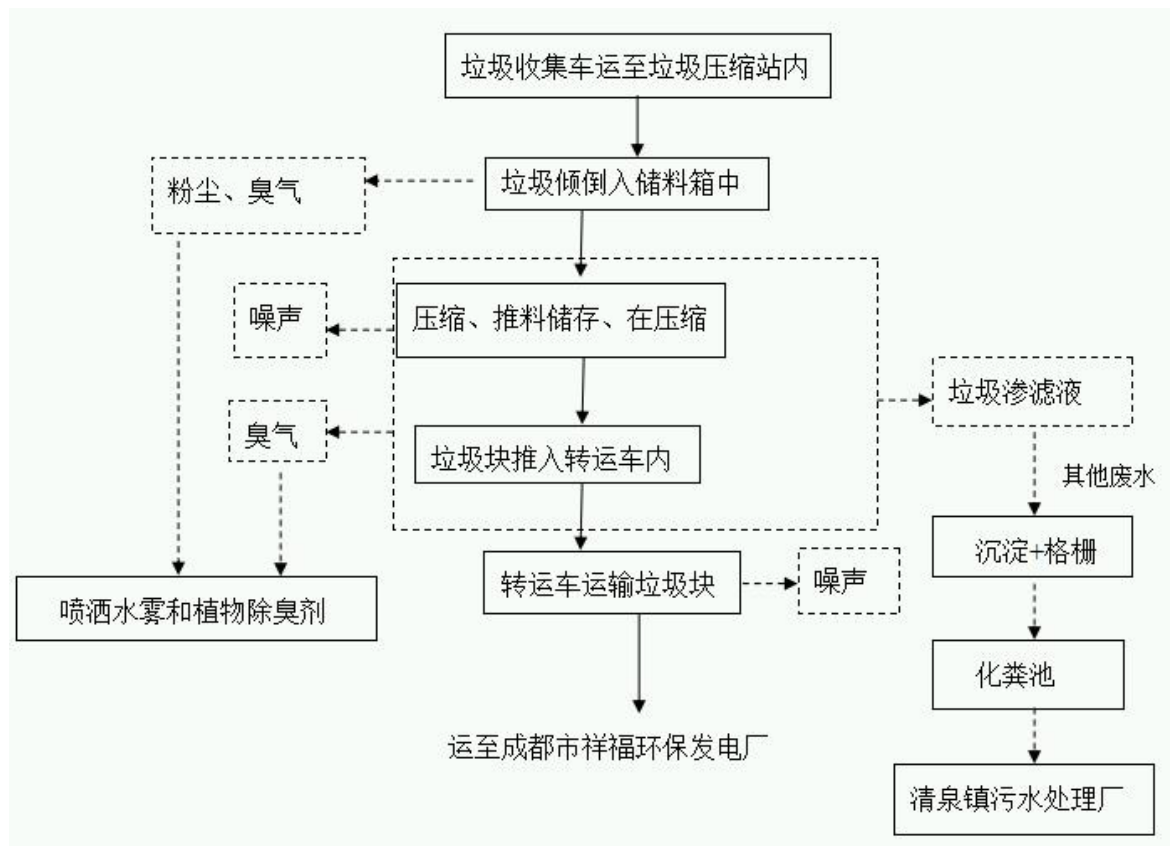 垃圾收集车运至垃圾压缩站内
粉尘、臭气
垃圾倾倒入储料箱中
噪声
压缩、推料储存、在压缩
垃圾渗滤液
臭气
垃圾块推入转运车内
其他废水
沉淀+格栅
喷洒水雾和植物除臭剂
转运车运输垃圾块
噪声
化粪池
运至成都市祥福环保发电厂
清泉镇污水处理厂